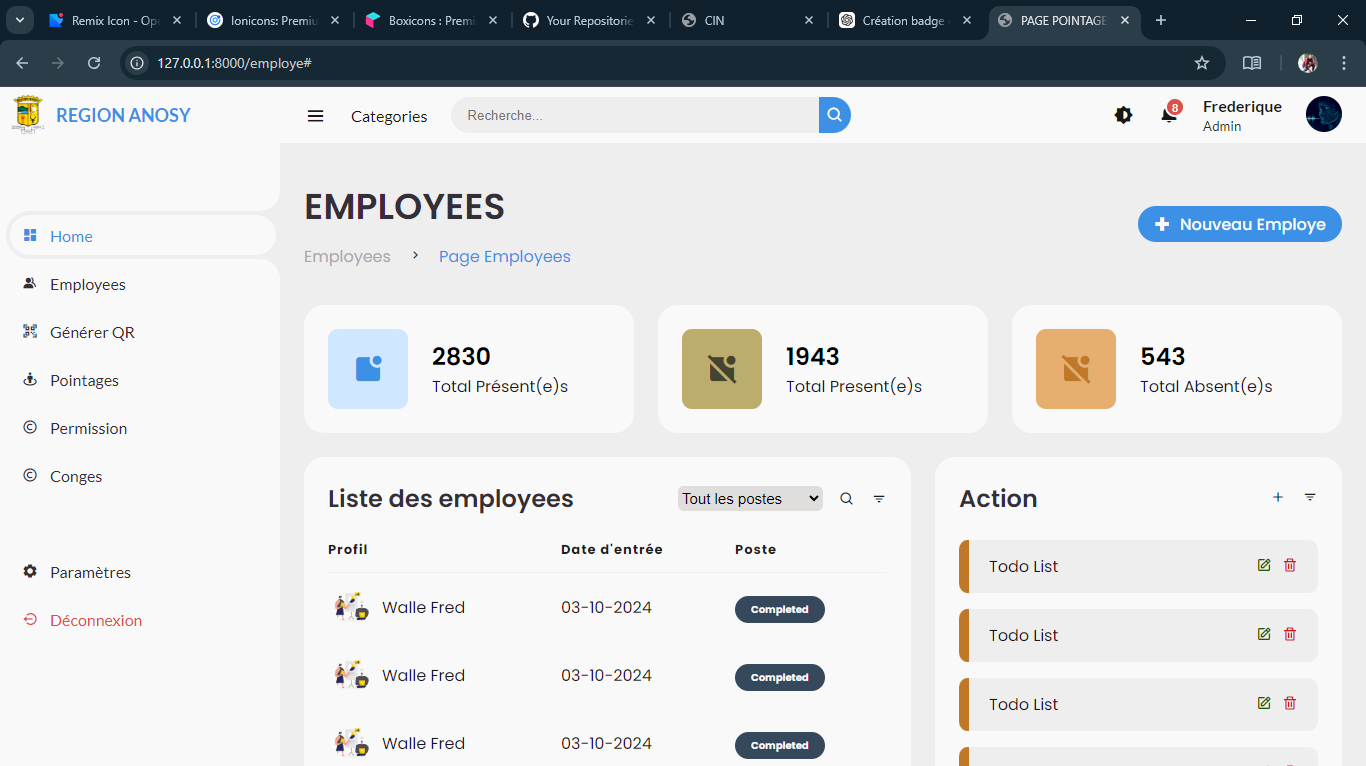 Remix Icon - Ope
Ionicons: Premiu
Boxicons : Premi
Your Repositorie
CIN
Création badge
PAGE POINTAGE
127.0.0.1:8000/employe#
REGION ANOSY
Categories
Recherche...
8
Frederique
Admin
Home
Employees
Générer QR
Pointages
Permission
Conges
Paramètres
Déconnexion
EMPLOYEES
Employees > Page Employees
Nouveau Employe
2830
Total Présent(e)s
1943
Total Present(e)s
543
Total Absent(e)s
Liste des employees
Tout les postes
Profil Date d'entrée Poste
Walle Fred 03-10-2024 Completed
Walle Fred 03-10-2024 Completed
Walle Fred 03-10-2024 Completed
Action
Todo List
Todo List
Todo List